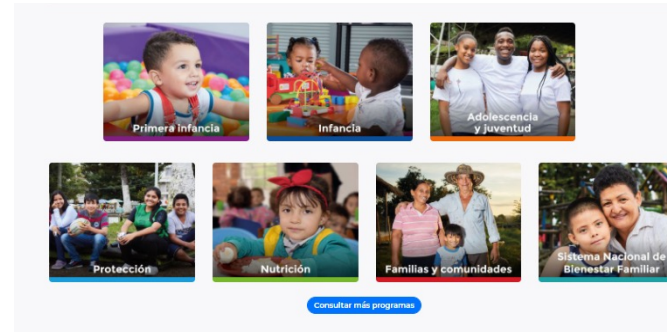 Primera infancia
Infancia
Adolescencia
y juventud
Protección
Nutrición
Familias y comunidades
Sistema Nacional de
Bienestar Familiar
Consultar más programas